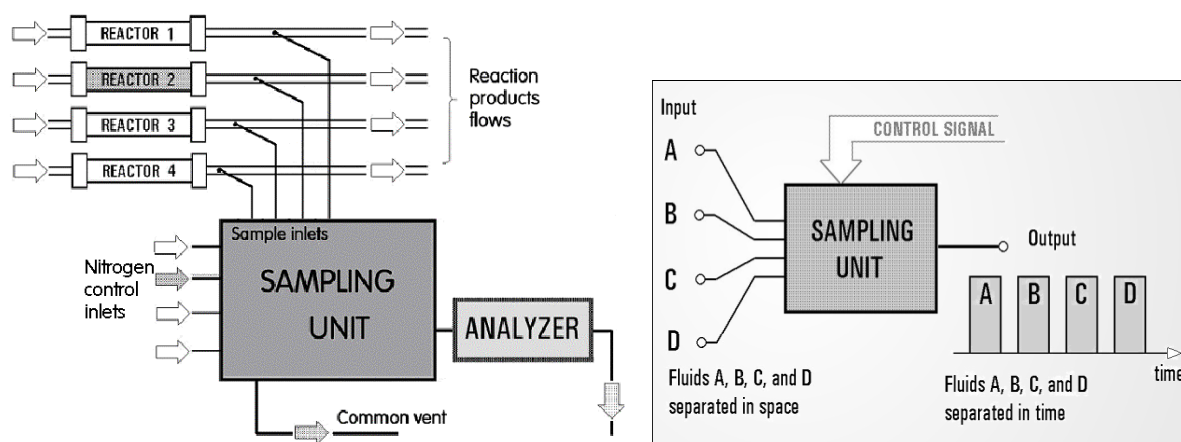 REACTOR 1
REACTOR 2
REACTOR 3
REACTOR 4
Reaction
products
flows
Sample inlets
SAMPLING
UNIT
Nitrogen
control
inlets
ANALYZER
Common vent
Input
CONTROL SIGNAL
A
B
C
D
SAMPLING
UNIT
Output
A B C D
time
Fluids A, B, C, and D
separated in space
Fluids A, B, C, and D
separated in time